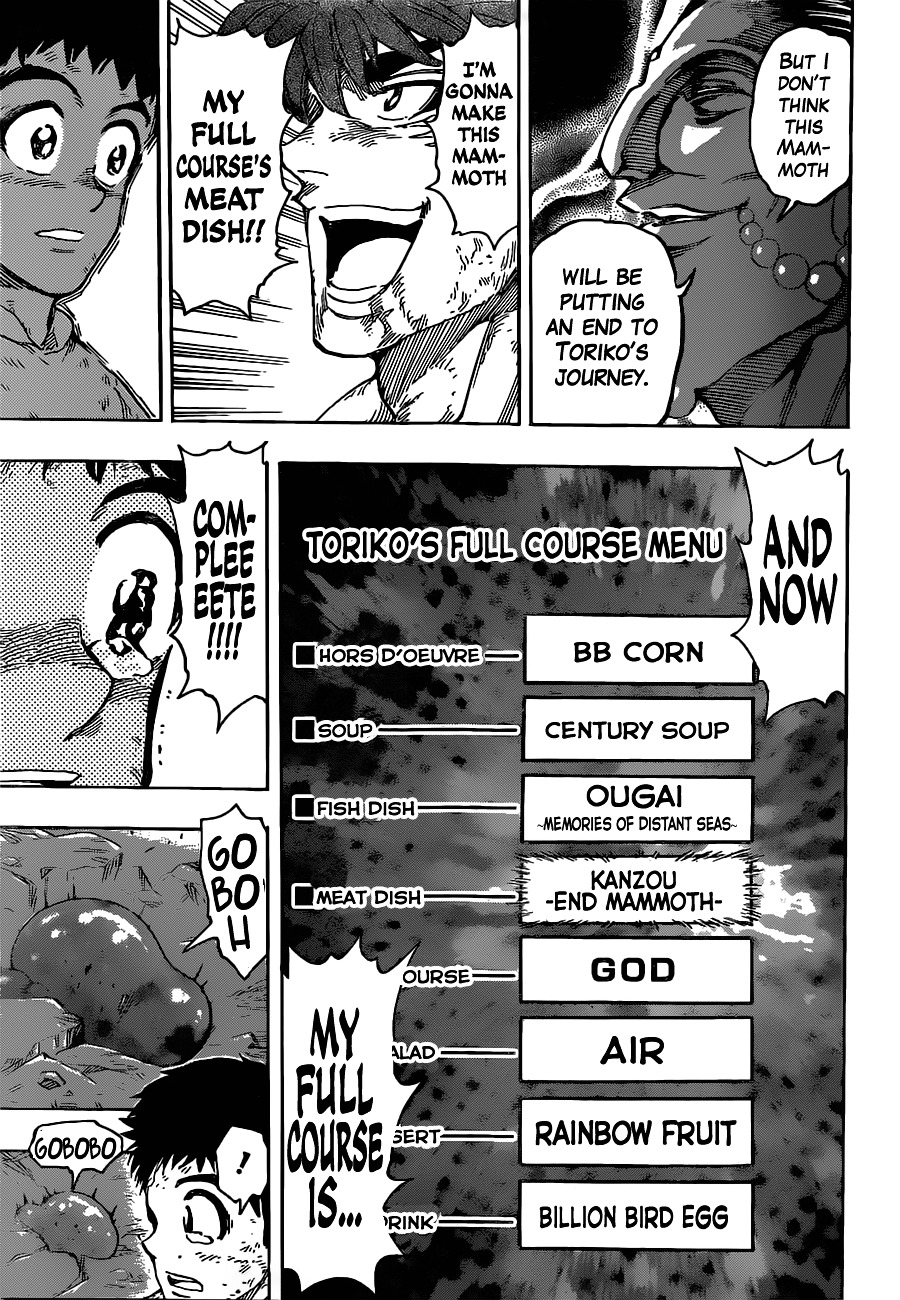 BUT I
DON'T
THINK
THIS
MAM-
MOTH
WILL BE
PUTTING
AN END TO
TORIKO'S
JOURNEY.
I'M
GONNA
MAKE
THIS
MAM-
MOTH
MY
FULL
COURSE'S
MEAT
DISH!!
AND
NOW
TORIKO'S FULL COURSE MENU
HORS D'OEUVRE
BB CORN
SOUP
CENTURY SOUP
FISH DISH
OUGAI
~MEMORIES OF DISTANT SEAS~
MEAT DISH
KANZOU
-END MAMMOTH-
OURSE
GOD
ALAD
AIR
SERT
RAINBOW FRUIT
DRINK
BILLION BIRD EGG
MY
FULL
COURSE
IS...
COM-
PLEE
EETE
!!!!
GO
BO
H
GOBOBO
!